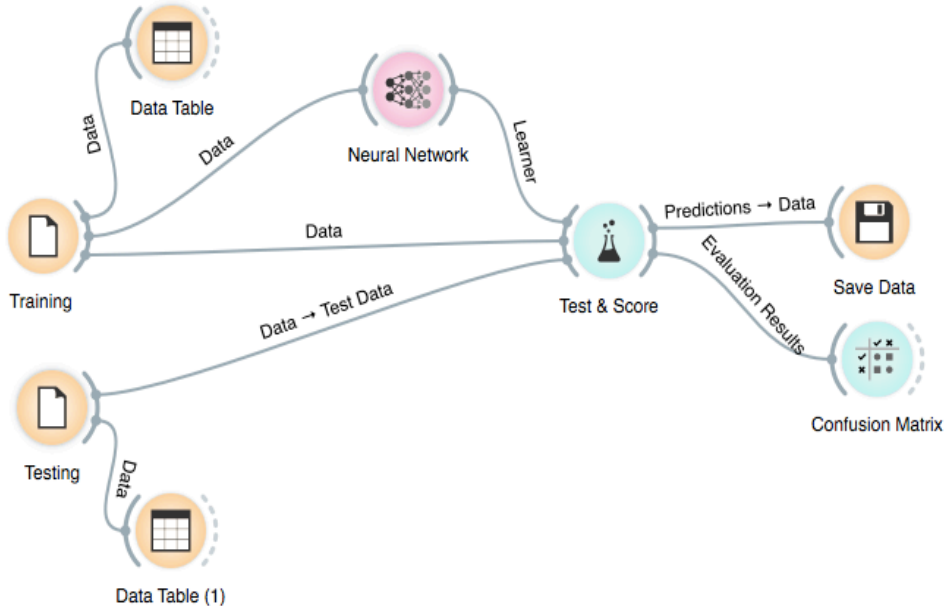 Data Table
Data
Data
Neural Network
Learner
Training
Data
Predictions → Data
Save Data
Test & Score
Evaluation Results
Data → Test Data
Confusion Matrix
Testing
Data
Data Table (1)